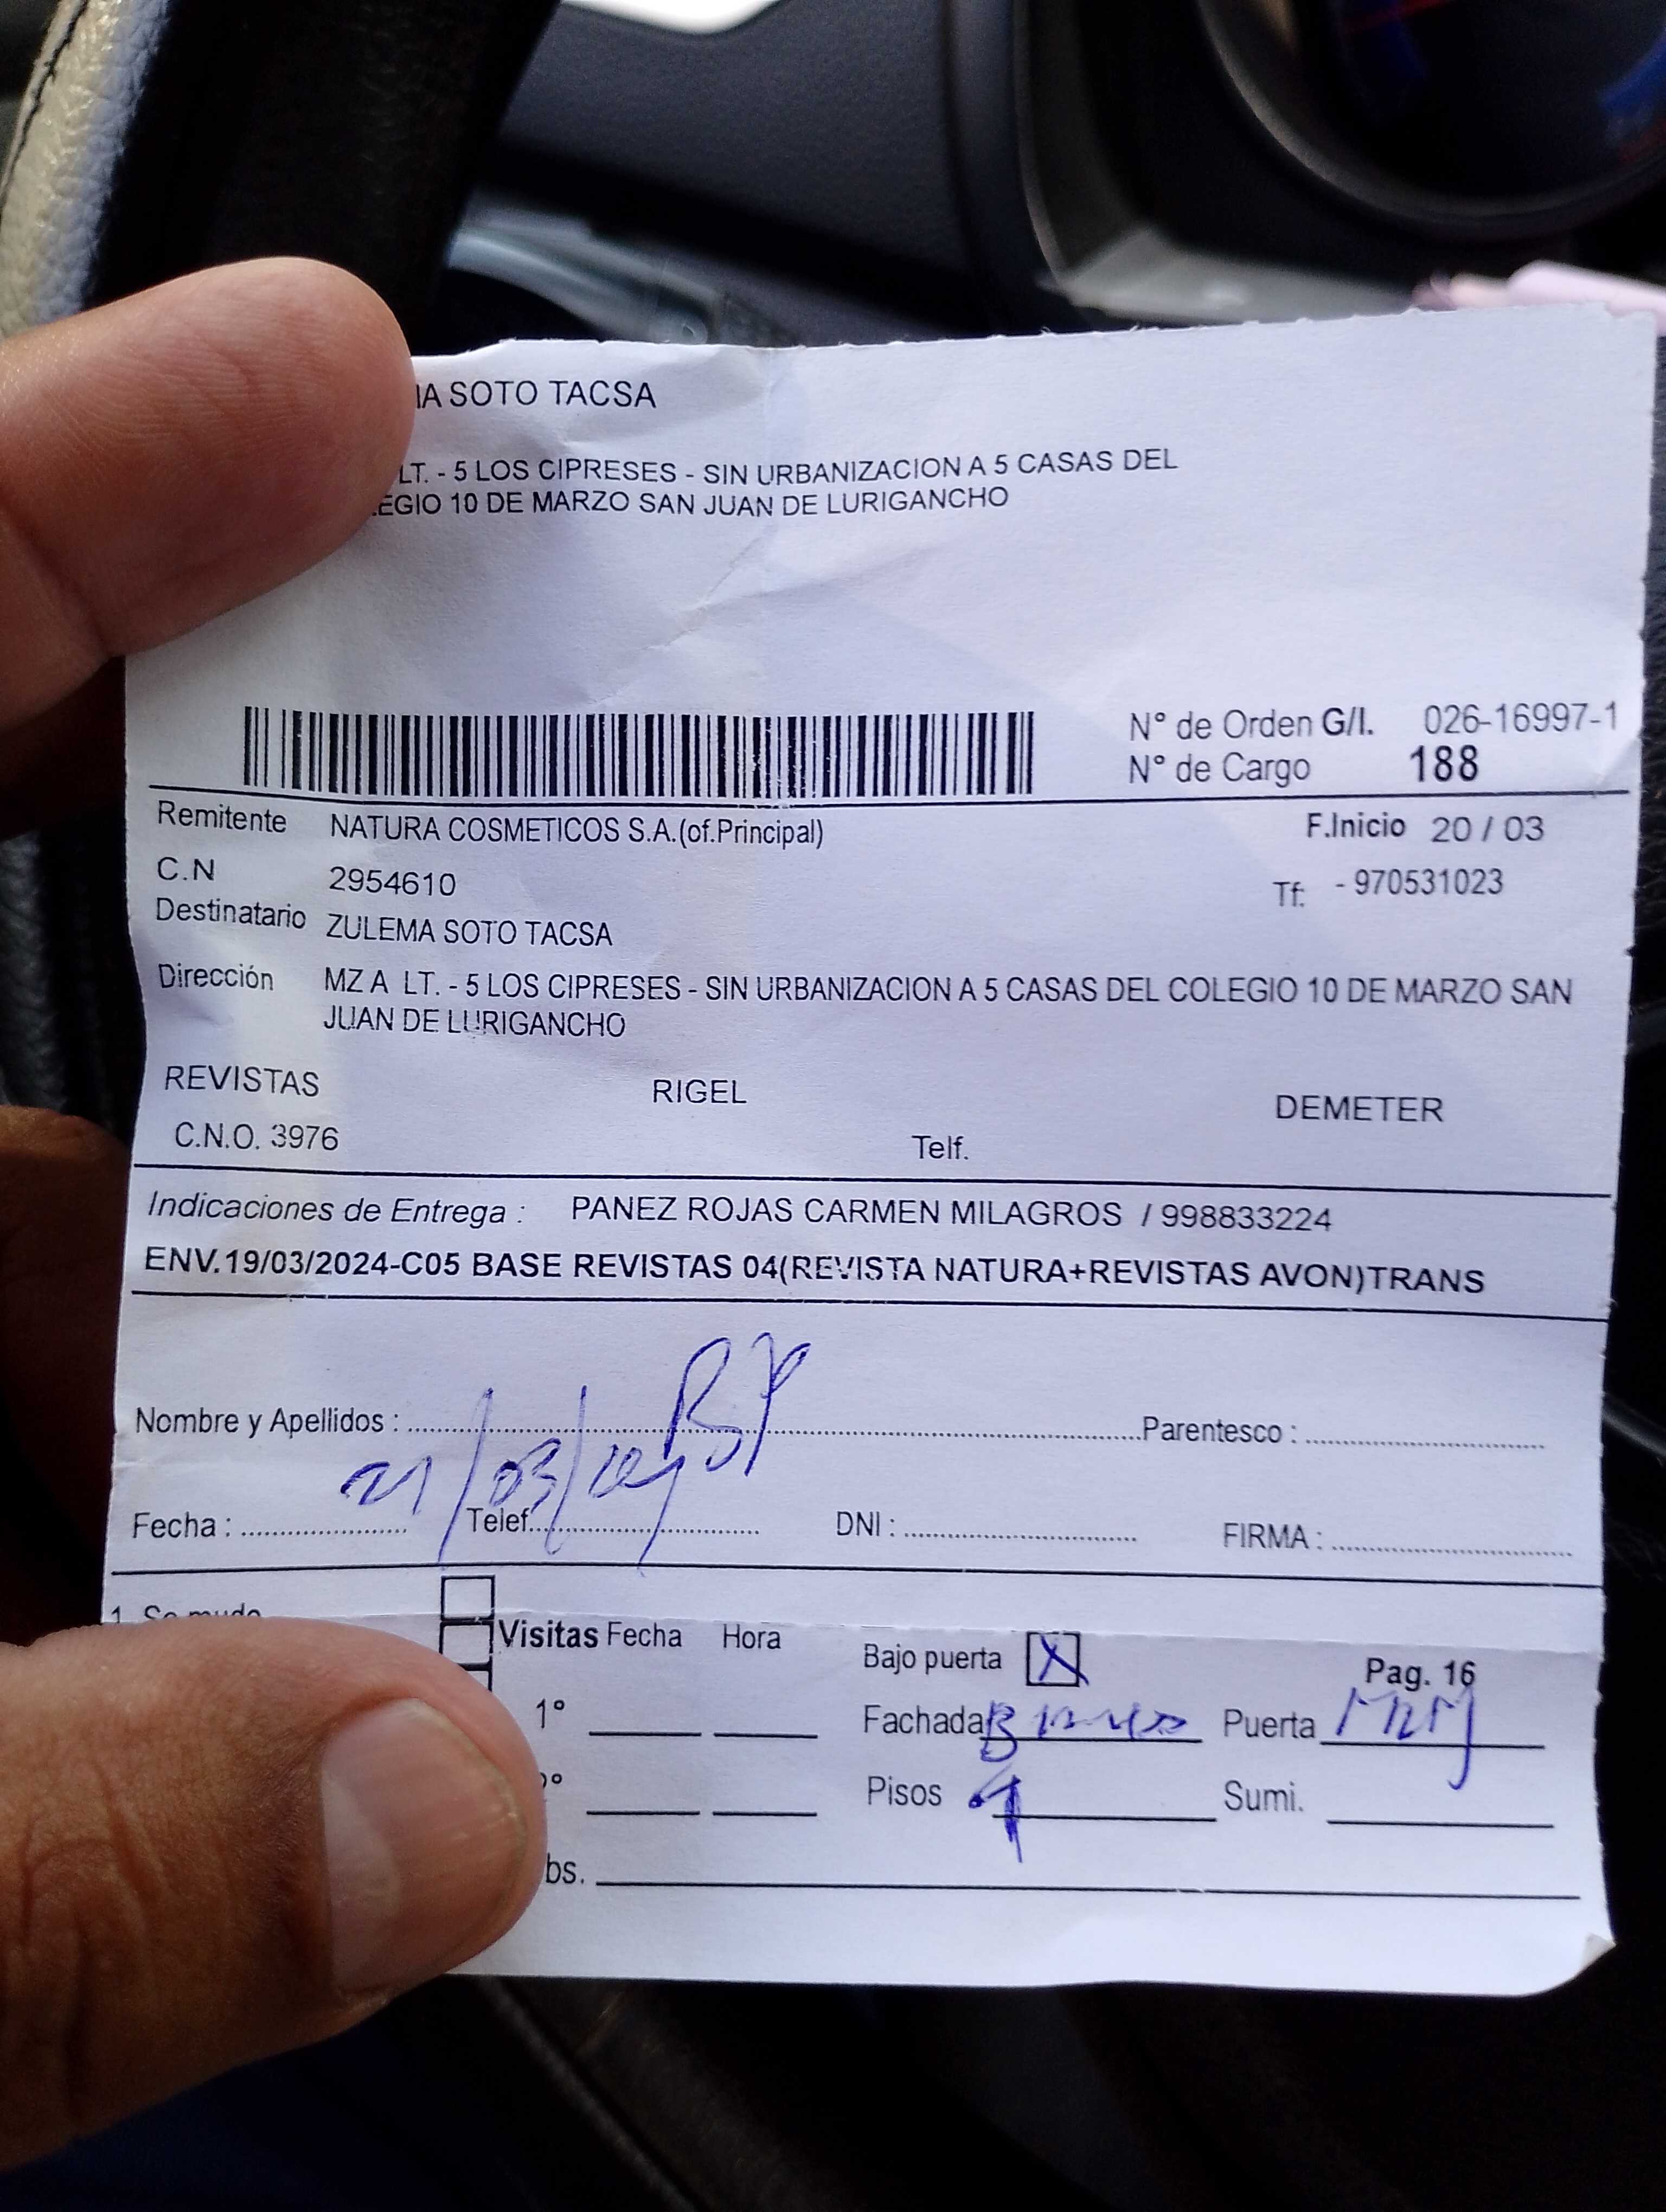 IA SOTO TACSA
LT. - 5 LOS CIPRESES - SIN URBANIZACION A 5 CASAS DEL
EGIO 10 DE MARZO SAN JUAN DE LURIGANCHO
N° de Orden G/I. 026-16997-1
N° de Cargo 188
Remitente NATURA COSMETICOS S.A.(of.Principal) F.Inicio 20 / 03
C.N 2954610 Tf: - 970531023
Destinatario ZULEMA SOTO TACSA
Dirección MZ A LT. - 5 LOS CIPRESES - SIN URBANIZACION A 5 CASAS DEL COLEGIO 10 DE MARZO SAN
JUAN DE LURIGANCHO
REVISTAS RIGEL DEMETER
C.N.O. 3976 Telf.
Indicaciones de Entrega : PANEZ ROJAS CARMEN MILAGROS / 998833224
ENV.19/03/2024-C05 BASE REVISTAS 04(REVISTA NATURA+REVISTAS AVON)TRANS
BP
Nombre y Apellidos : Parentesco :
21/03/24
Fecha : Telef. DNI : FIRMA :
1. Se mudo
Visitas Fecha Hora Bajo puerta X Pag. 16
1° Fachada Puerta
° Pisos 1 Sumi.
bs.